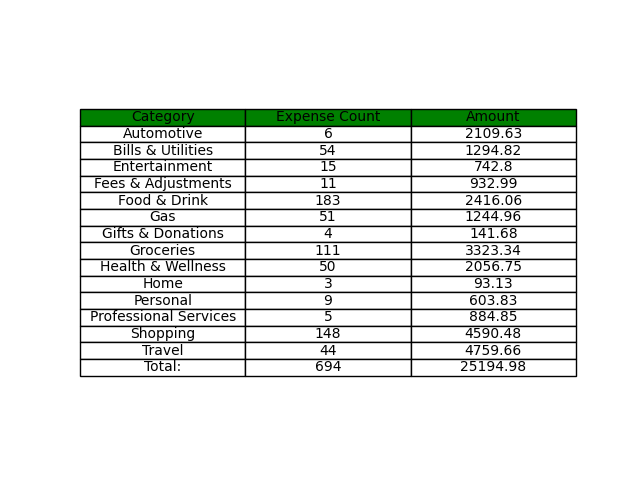 Category Expense Count Amount
Automotive 6 2109.63
Bills & Utilities 54 1294.82
Entertainment 15 742.8
Fees & Adjustments 11 932.99
Food & Drink 183 2416.06
Gas 51 1244.96
Gifts & Donations 4 141.68
Groceries 111 3323.34
Health & Wellness 50 2056.75
Home 3 93.13
Personal 9 603.83
Professional Services 5 884.85
Shopping 148 4590.48
Travel 44 4759.66
Total: 694 25194.98